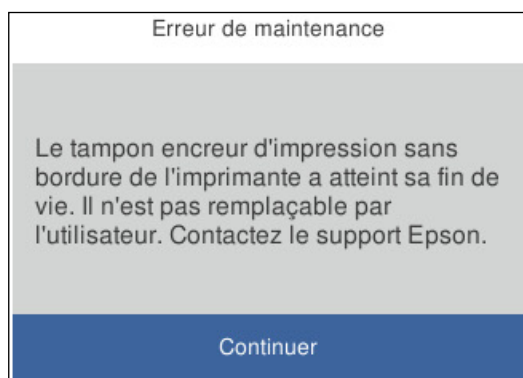 Erreur de maintenance
Le tampon encreur d'impression sans
bordure de l'imprimante a atteint sa fin de
vie. Il n'est pas remplaçable par
l'utilisateur. Contactez le support Epson.
Continuer